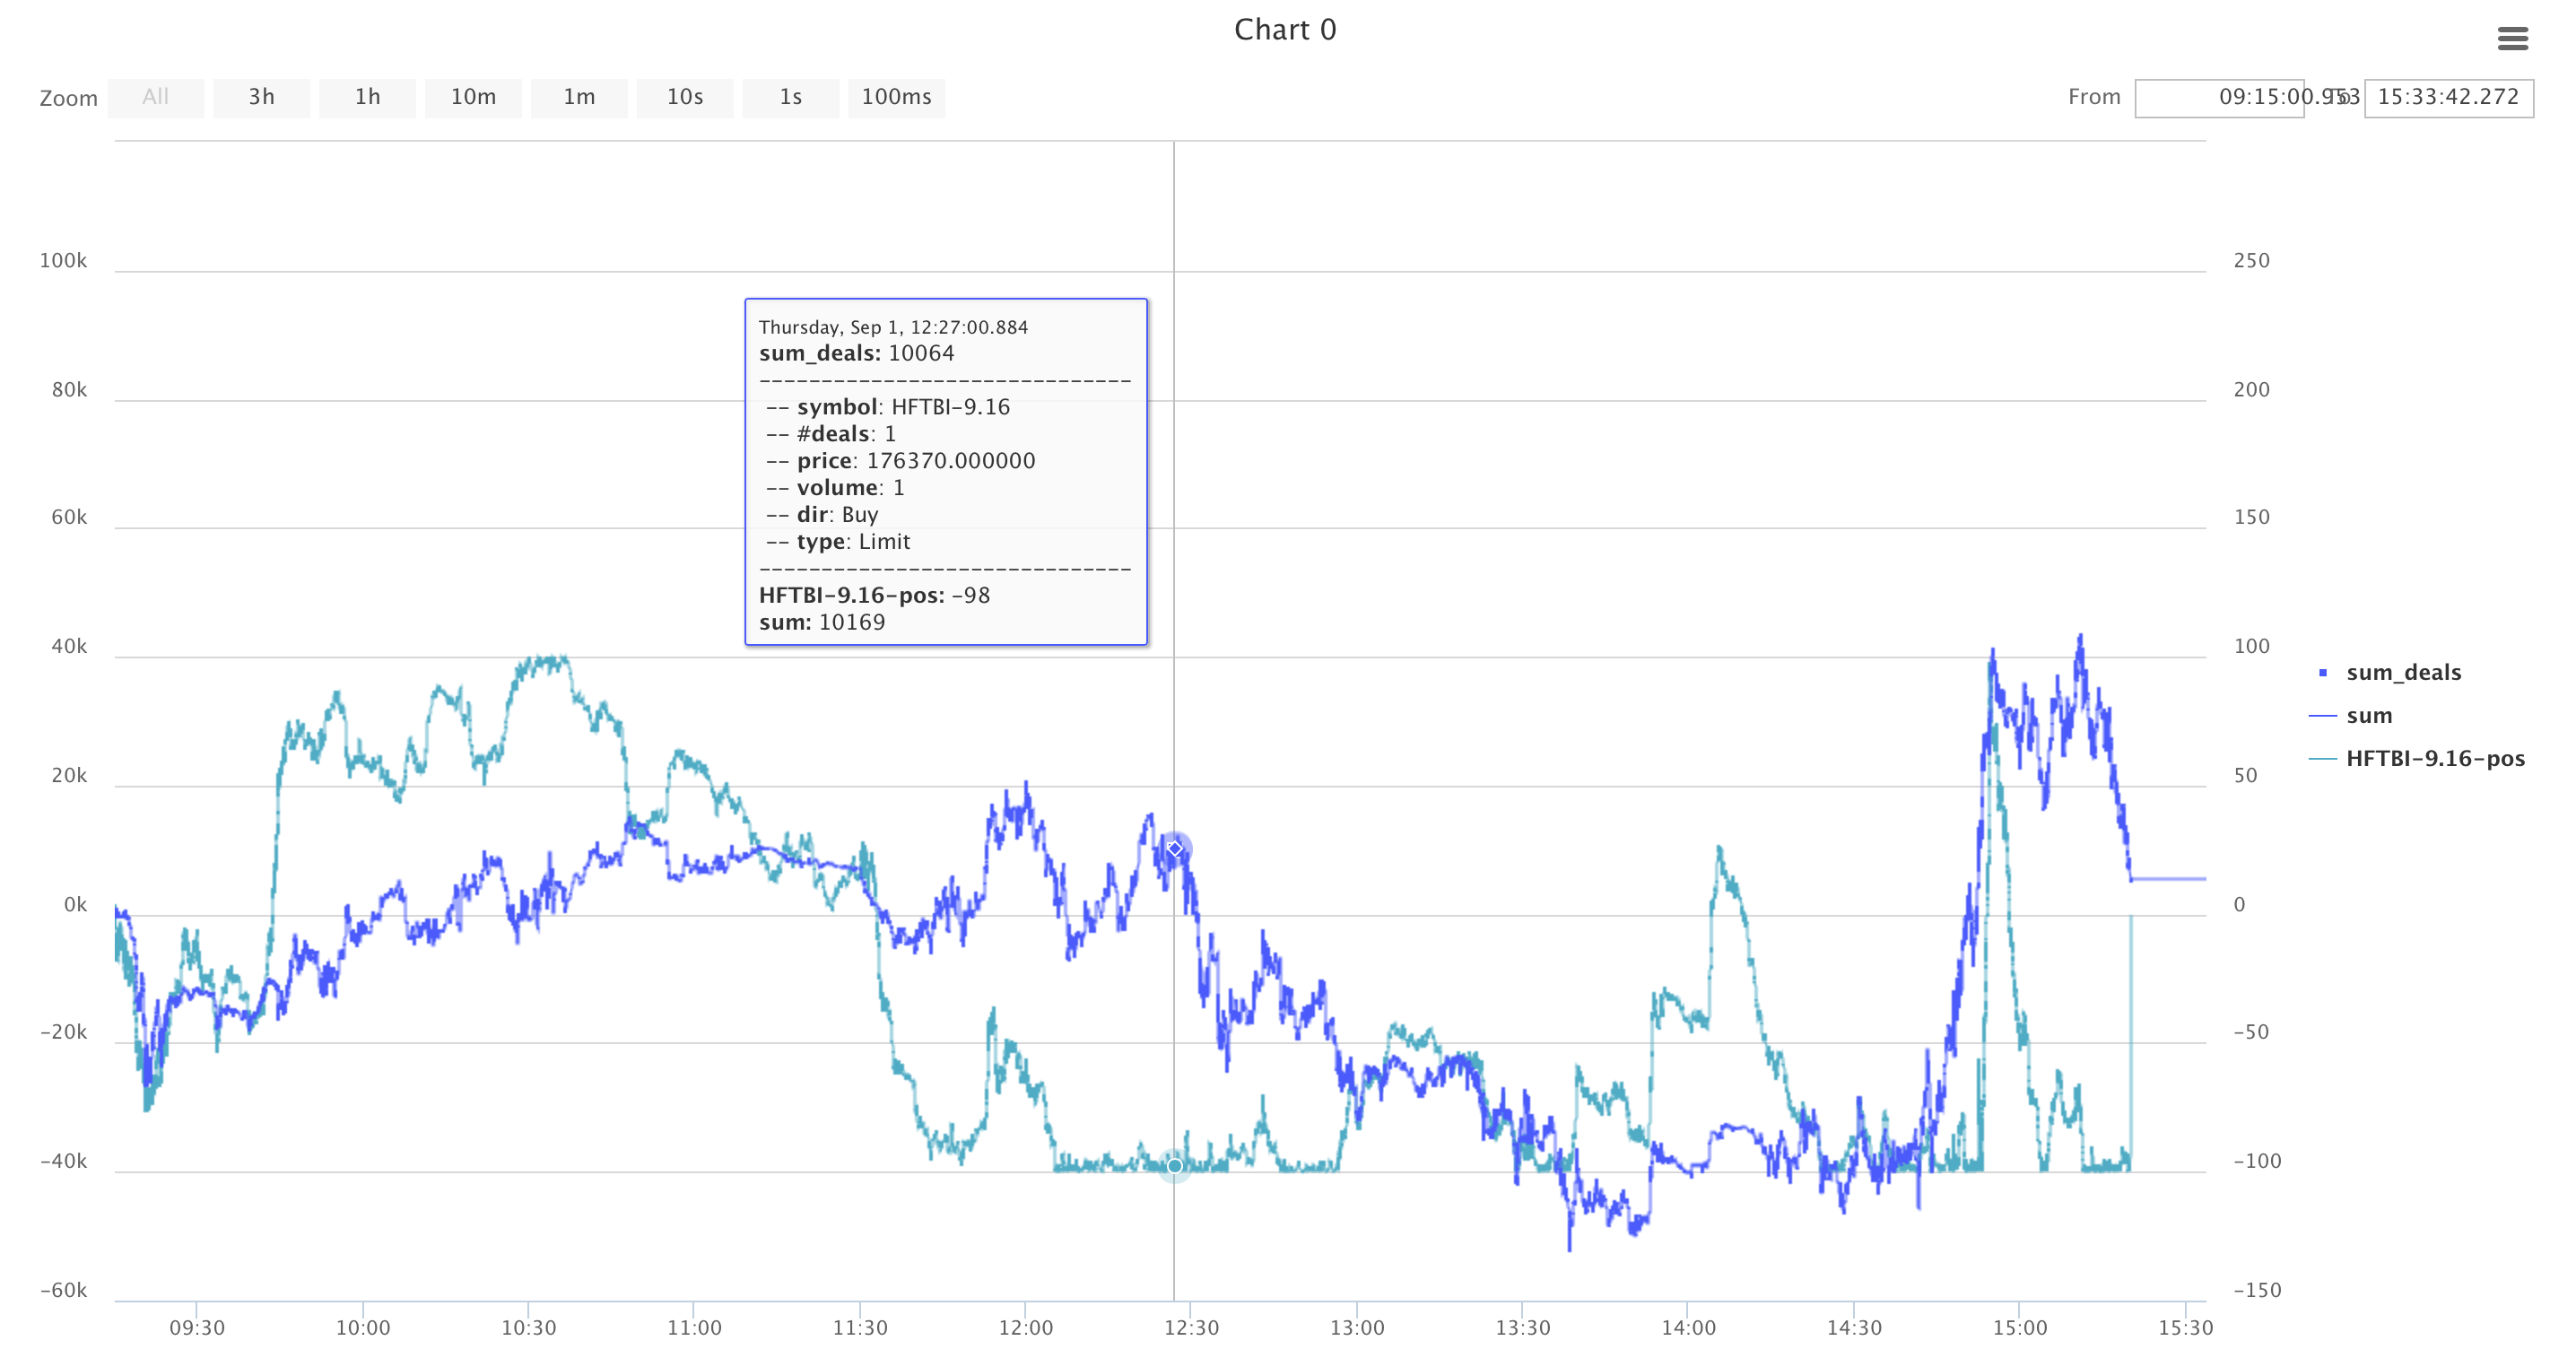 Chart 0
Zoom All 3h 1h 10m 1m 10s 1s 100ms From 09:15:00.953 To 15:33:42.272
100k 250
80k 200
60k 150
40k 100
20k 50
0k 0
-20k -50
-40k -100
-60k -150
Thursday, Sep 1, 12:27:00.884
sum_deals: 10064
------------------------------
-- symbol: HFTBI-9.16
-- #deals: 1
-- price: 176370.000000
-- volume: 1
-- dir: Buy
-- type: Limit
------------------------------
HFTBI-9.16-pos: -98
sum: 10169
sum_deals
sum
HFTBI-9.16-pos
09:30 10:00 10:30 11:00 11:30 12:00 12:30 13:00 13:30 14:00 14:30 15:00 15:30